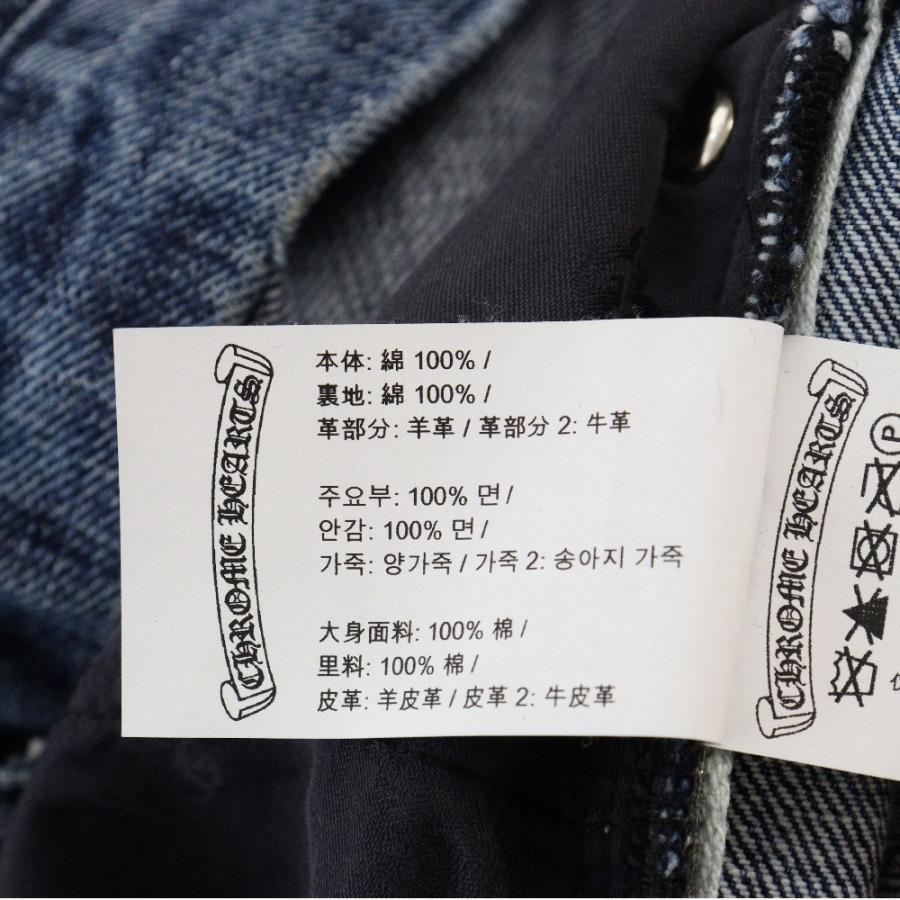 CHROME HEARTS
本体: 綿 100% /
裏地: 綿 100% /
革部分: 羊革 / 革部分 2: 牛革
주요부: 100% 면 /
안감: 100% 면 /
가죽: 양가죽 / 가죽 2: 송아지 가죽
大身面料: 100% 棉 /
里料: 100% 棉 /
皮革: 羊皮革 / 皮革 2: 牛皮革
CHROME HEARTS
P